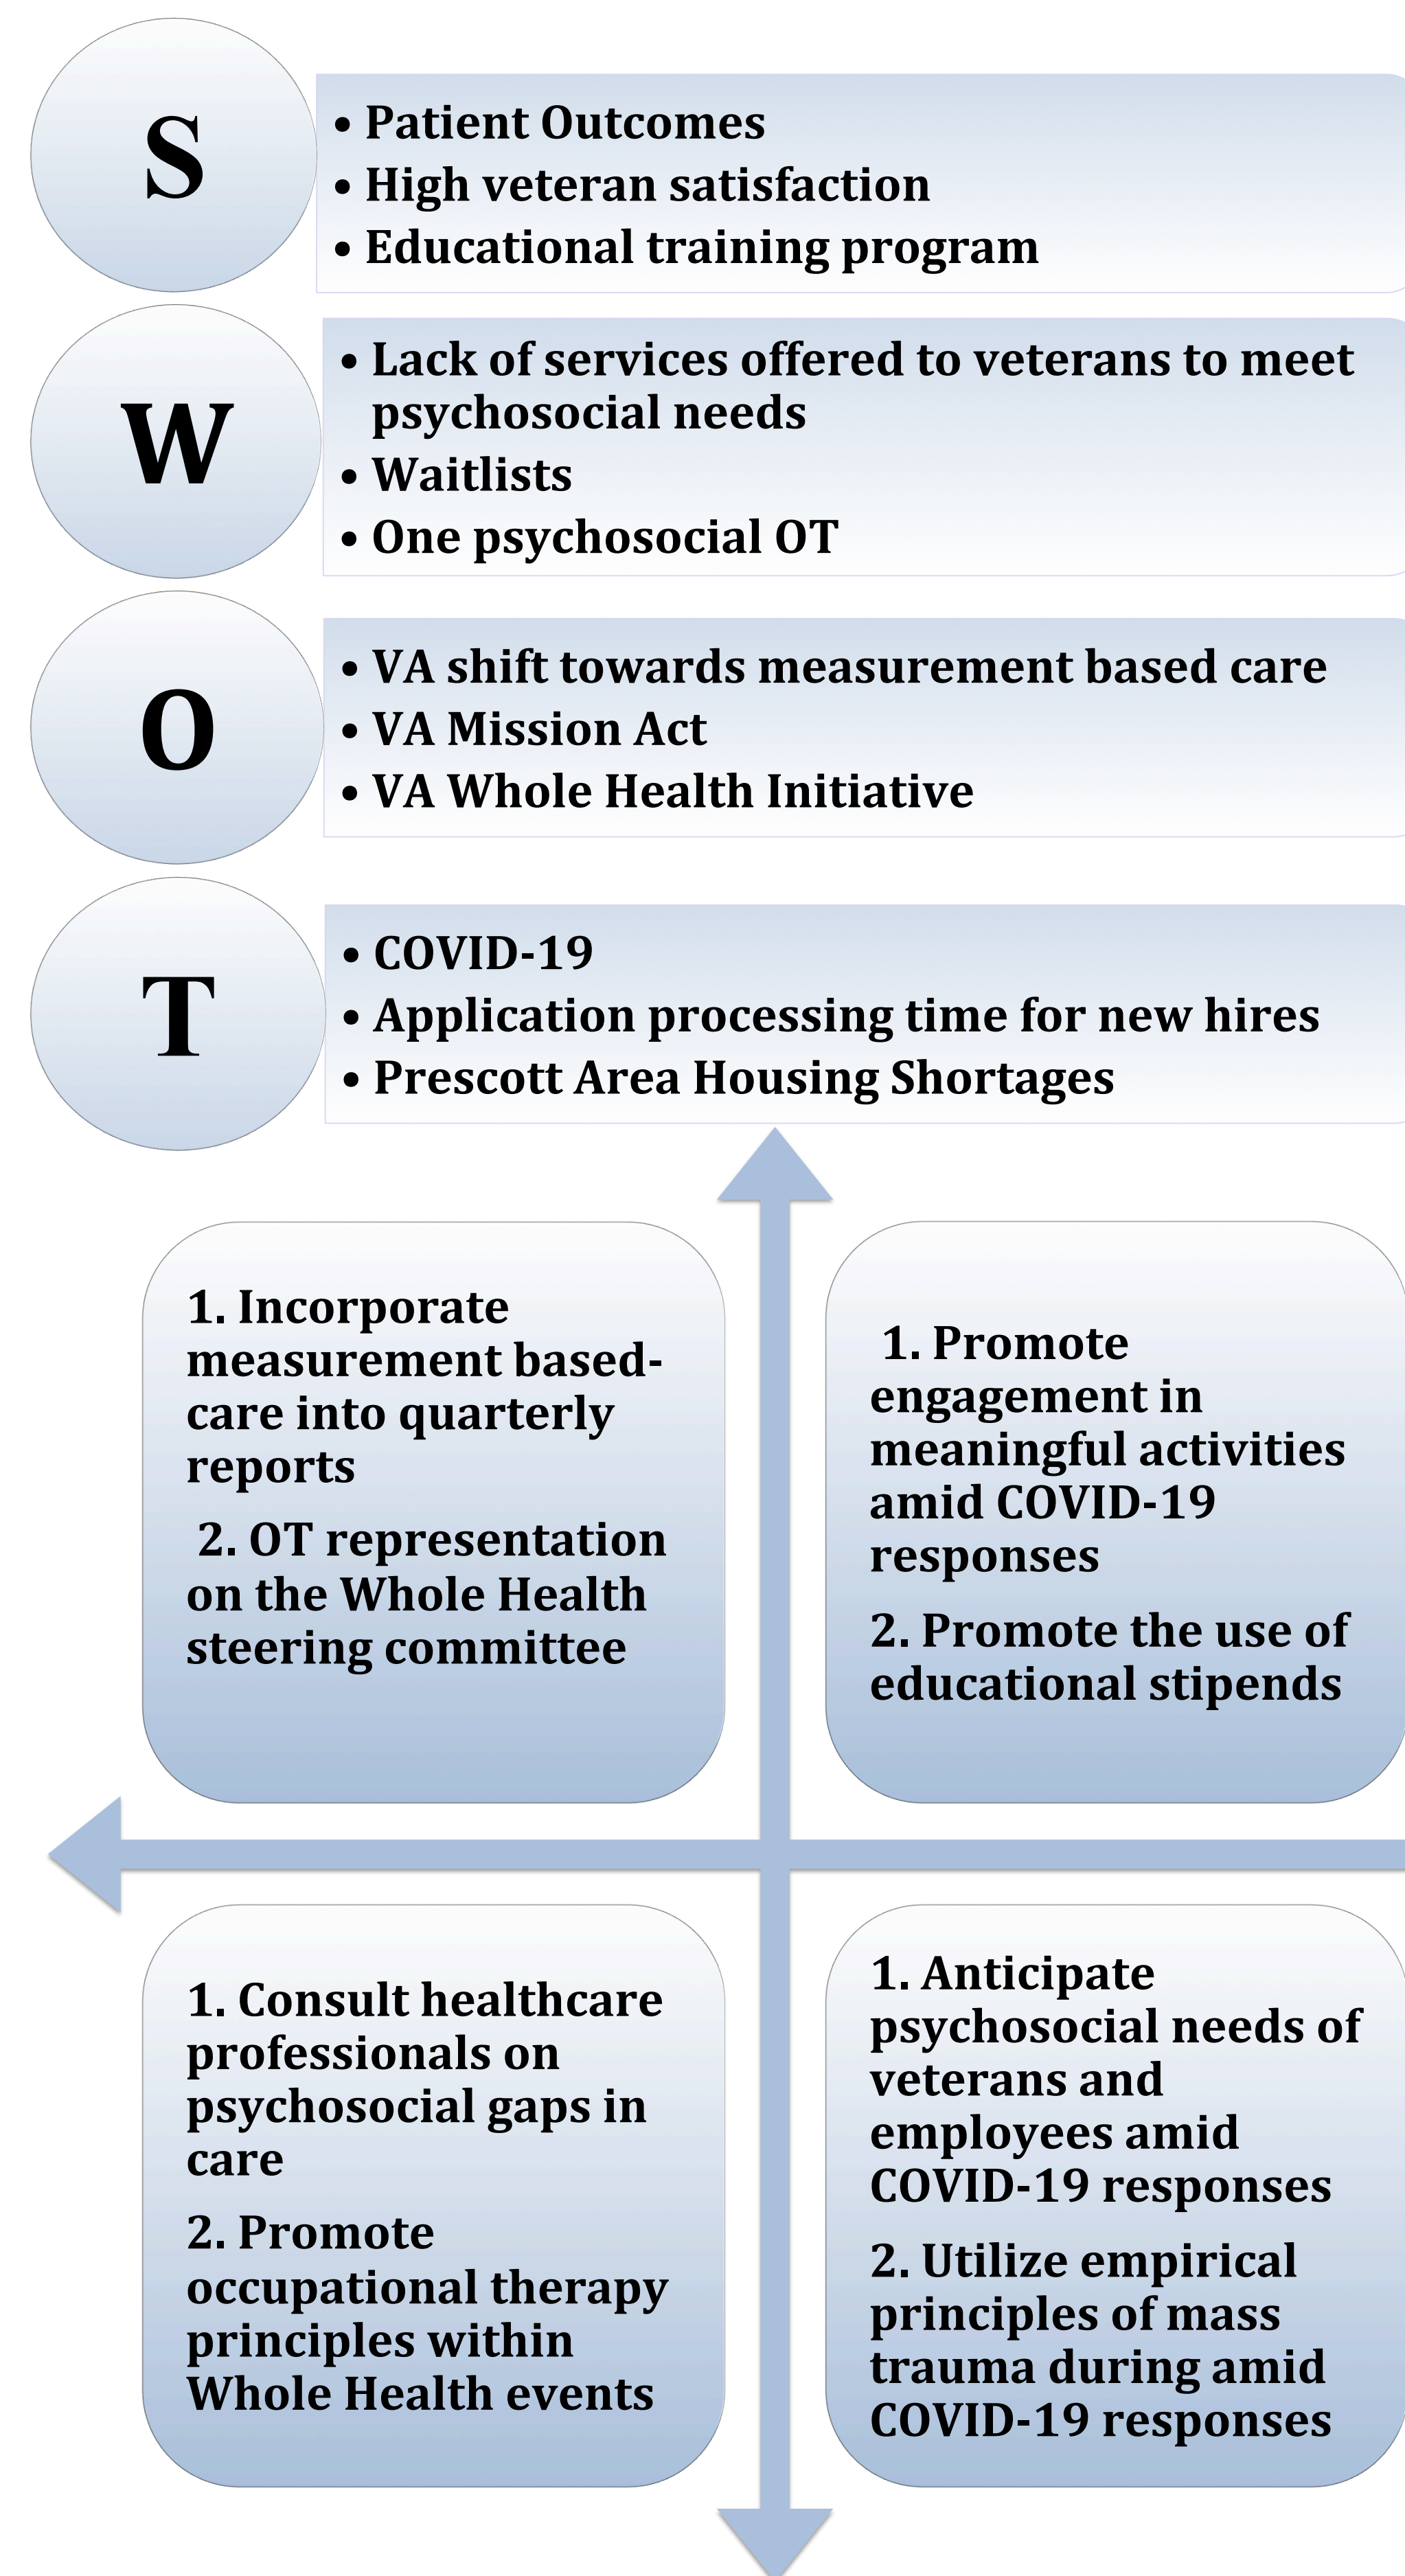 S
• Patient Outcomes
• High veteran satisfaction
• Educational training program
W
• Lack of services offered to veterans to meet
psychosocial needs
• Waitlists
• One psychosocial OT
O
• VA shift towards measurement based care
• VA Mission Act
• VA Whole Health Initiative
T
• COVID-19
• Application processing time for new hires
• Prescott Area Housing Shortages
1. Incorporate
measurement based-
care into quarterly
reports
2. OT representation
on the Whole Health
steering committee
1. Promote
engagement in
meaningful activities
amid COVID-19
responses
2. Promote the use of
educational stipends
1. Consult healthcare
professionals on
psychosocial gaps in
care
2. Promote
occupational therapy
principles within
Whole Health events
1. Anticipate
psychosocial needs of
veterans and
employees amid
COVID-19 responses
2. Utilize empirical
principles of mass
trauma during amid
COVID-19 responses